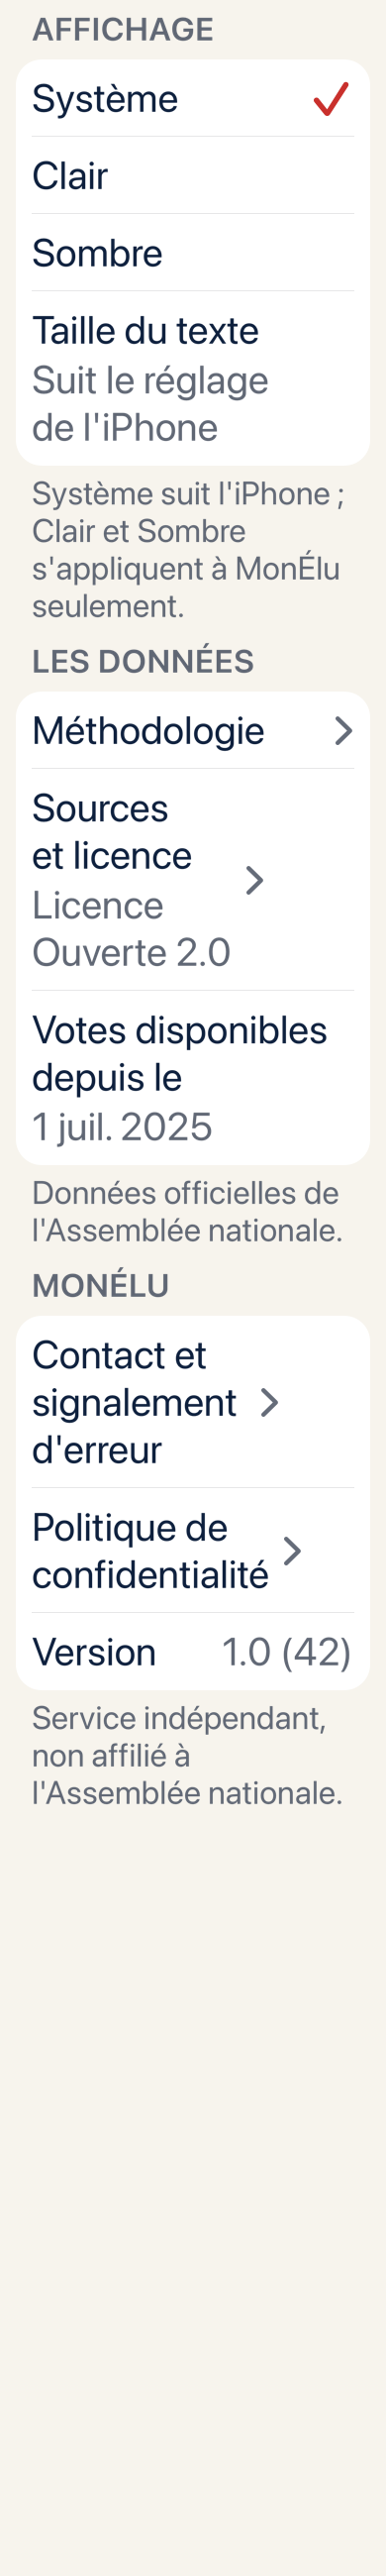 AFFICHAGE
Système
Clair
Sombre
Taille du texte
Suit le réglage
de l'iPhone
Système suit l'iPhone ;
Clair et Sombre
s'appliquent à MonÉlu
seulement.
LES DONNÉES
Méthodologie
Sources
et licence
Licence
Ouverte 2.0
Votes disponibles
depuis le
1 juil. 2025
Données officielles de
l'Assemblée nationale.
MONÉLU
Contact et
signalement
d'erreur
Politique de
confidentialité
Version 1.0 (42)
Service indépendant,
non affilié à
l'Assemblée nationale.